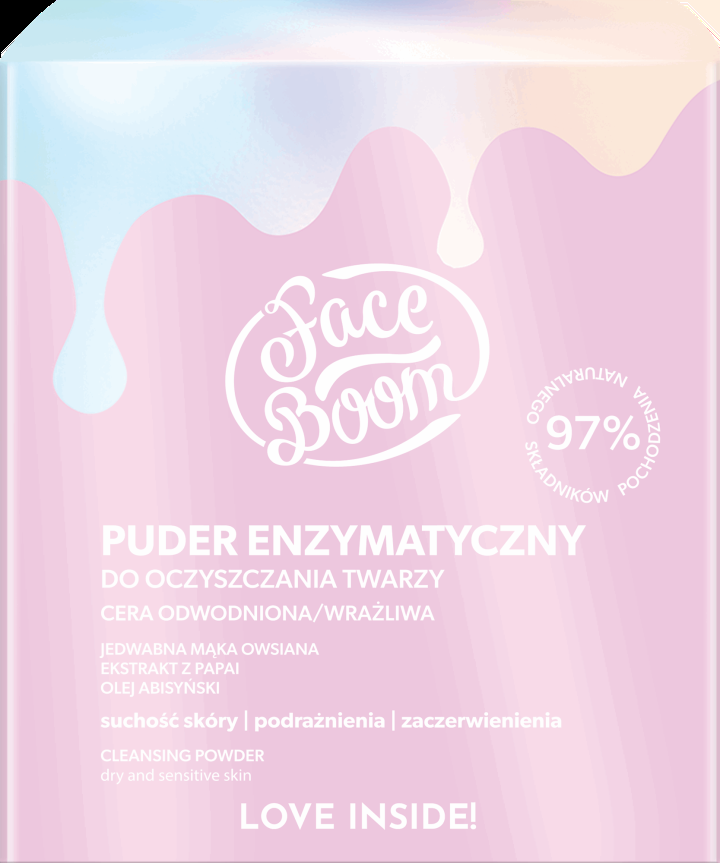 Face
Boom
97%
SKŁADNIKÓW POCHODZENIA NATURALNEGO
PUDER ENZYMATYCZNY
DO OCZYSZCZANIA TWARZY
CERA ODWODNIONA/WRAŻLIWA
JEDWABNA MĄKA OWSIANA
EKSTRAKT Z PAPAI
OLEJ ABISYŃSKI
suchość skóry | podrażnienia | zaczerwienienia
CLEANSING POWDER
dry and sensitive skin
LOVE INSIDE!